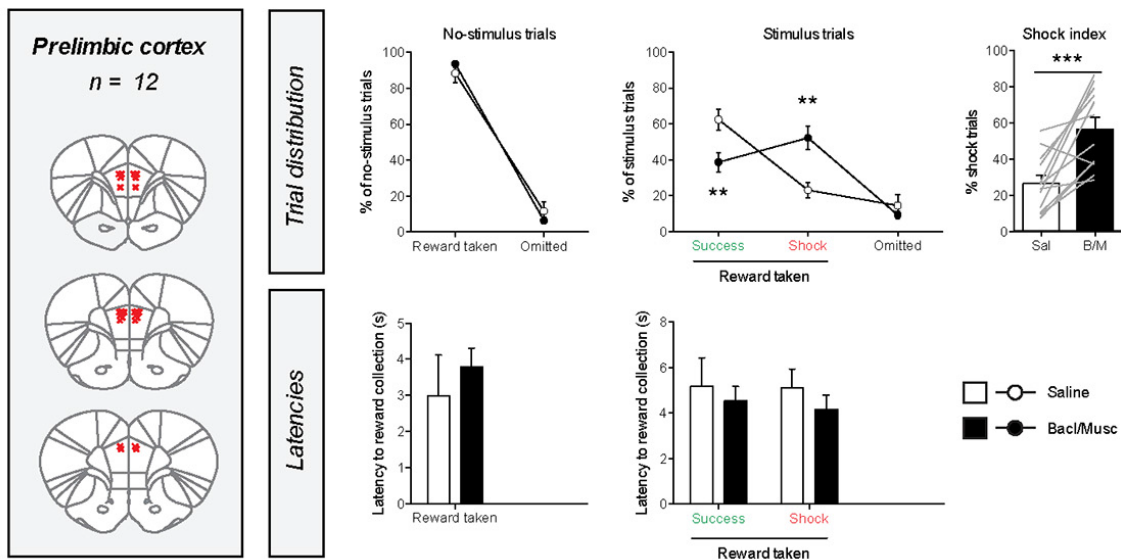 Prelimbic cortex
n = 12
Trial distribution
Latencies
No-stimulus trials
% of no-stimulus trials
100
80
60
40
20
0
Reward taken
Omitted
Stimulus trials
% of stimulus trials
100
80
60
40
20
0
**
**
Success
Shock
Omitted
Reward taken
Shock index
***
% shock trials
100
80
60
40
20
0
Sal
B/M
Latency to reward collection (s)
5
4
3
2
1
0
Reward taken
Latency to reward collection (s)
8
6
4
2
0
Success
Shock
Reward taken
Saline
Bacl/Musc